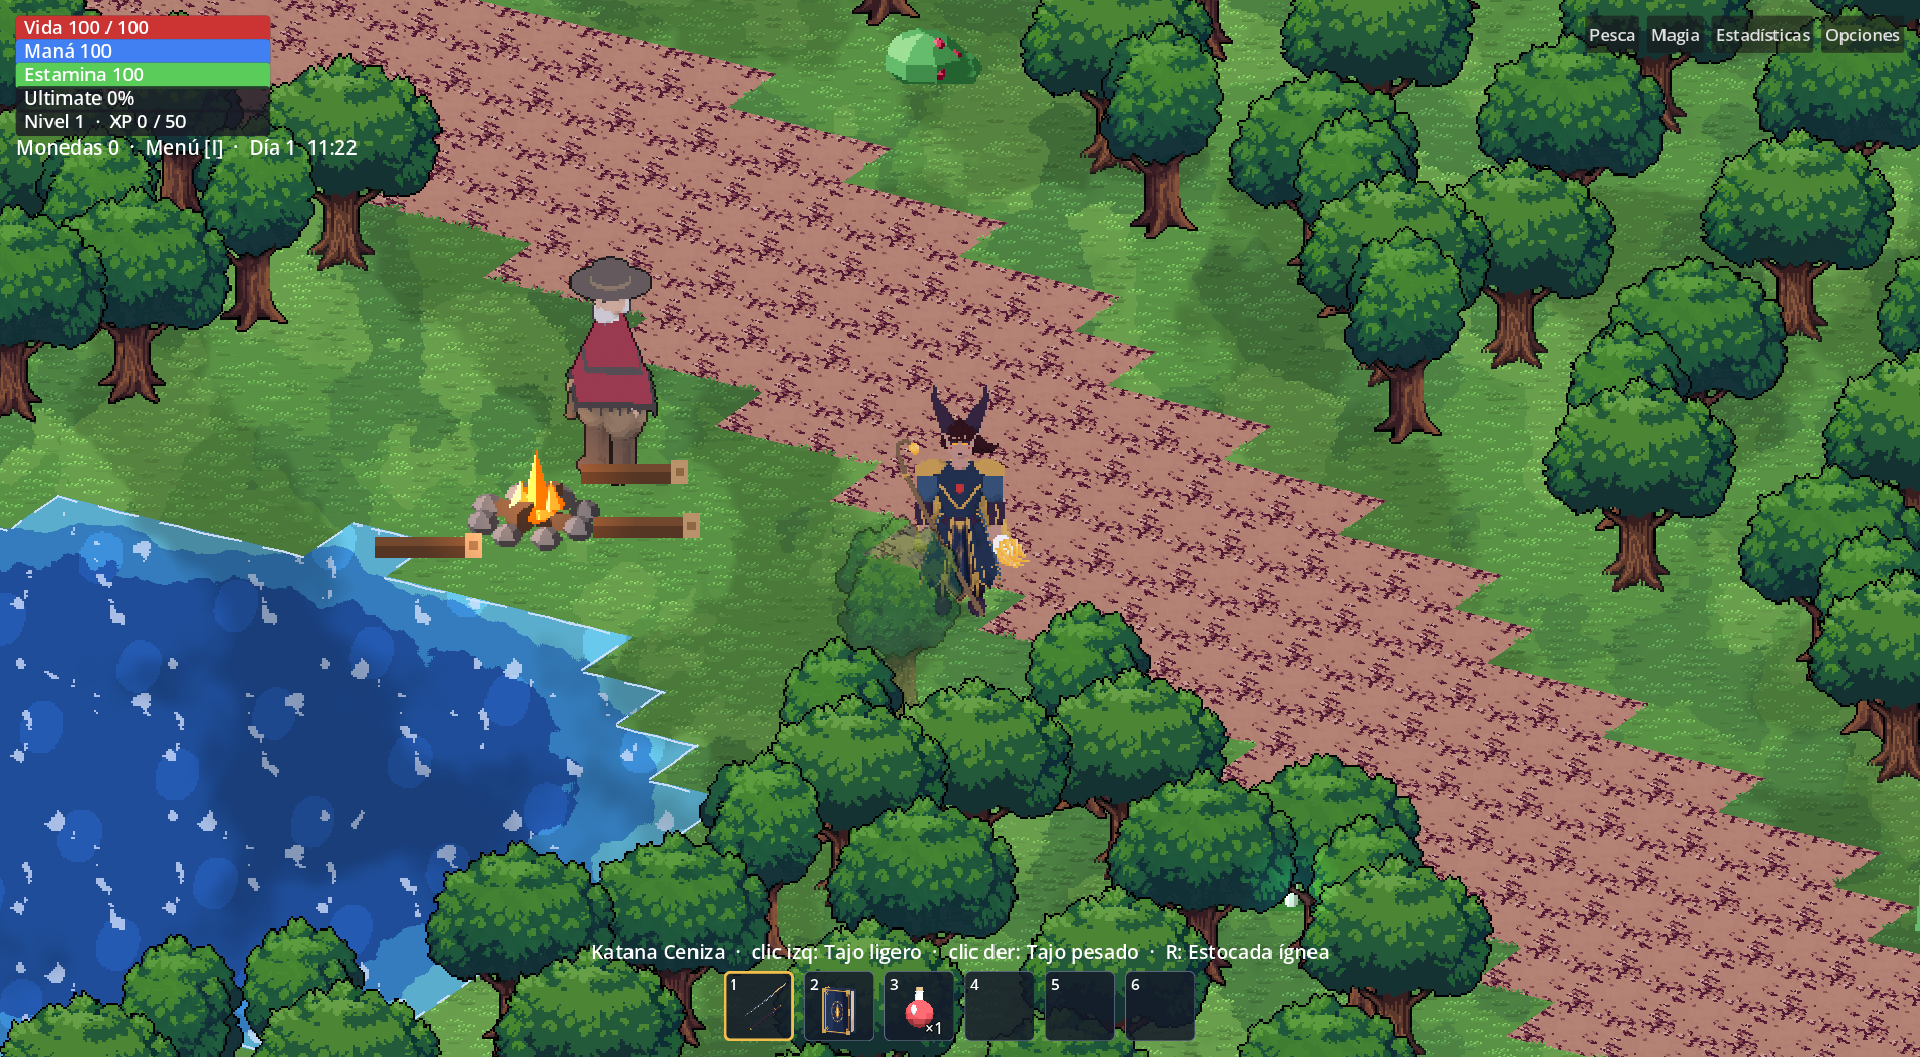 Vida 100 / 100
Maná 100
Estamina 100
Ultimate 0%
Nivel 1 · XP 0 / 50
Monedas 0 · Menú [I] · Día 1 11:22
Pesca Magia Estadísticas Opciones
Katana Ceniza · clic izq: Tajo ligero · clic der: Tajo pesado · R: Estocada ígnea
1 2 3 4 5 6
×1